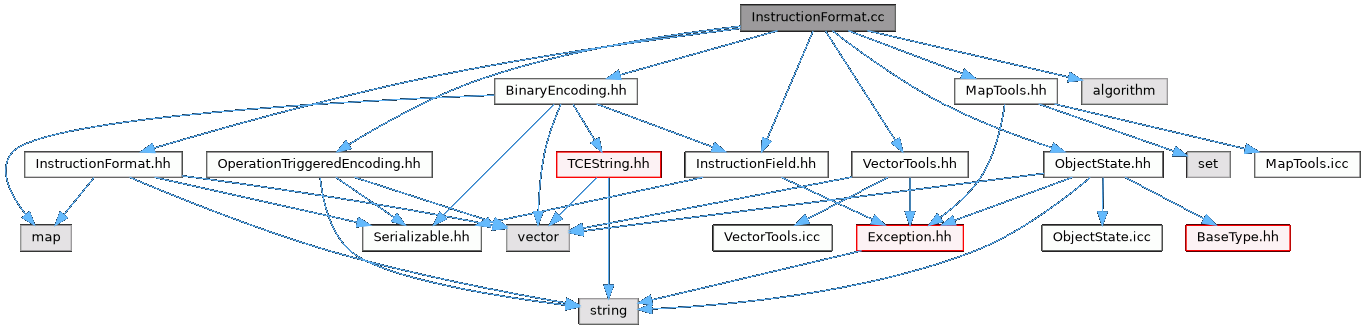 InstructionFormat.cc
BinaryEncoding.hh
MapTools.hh
algorithm
InstructionFormat.hh
OperationTriggeredEncoding.hh
TCEString.hh
InstructionField.hh
VectorTools.hh
ObjectState.hh
set
MapTools.icc
map
Serializable.hh
vector
VectorTools.icc
Exception.hh
ObjectState.icc
BaseType.hh
string